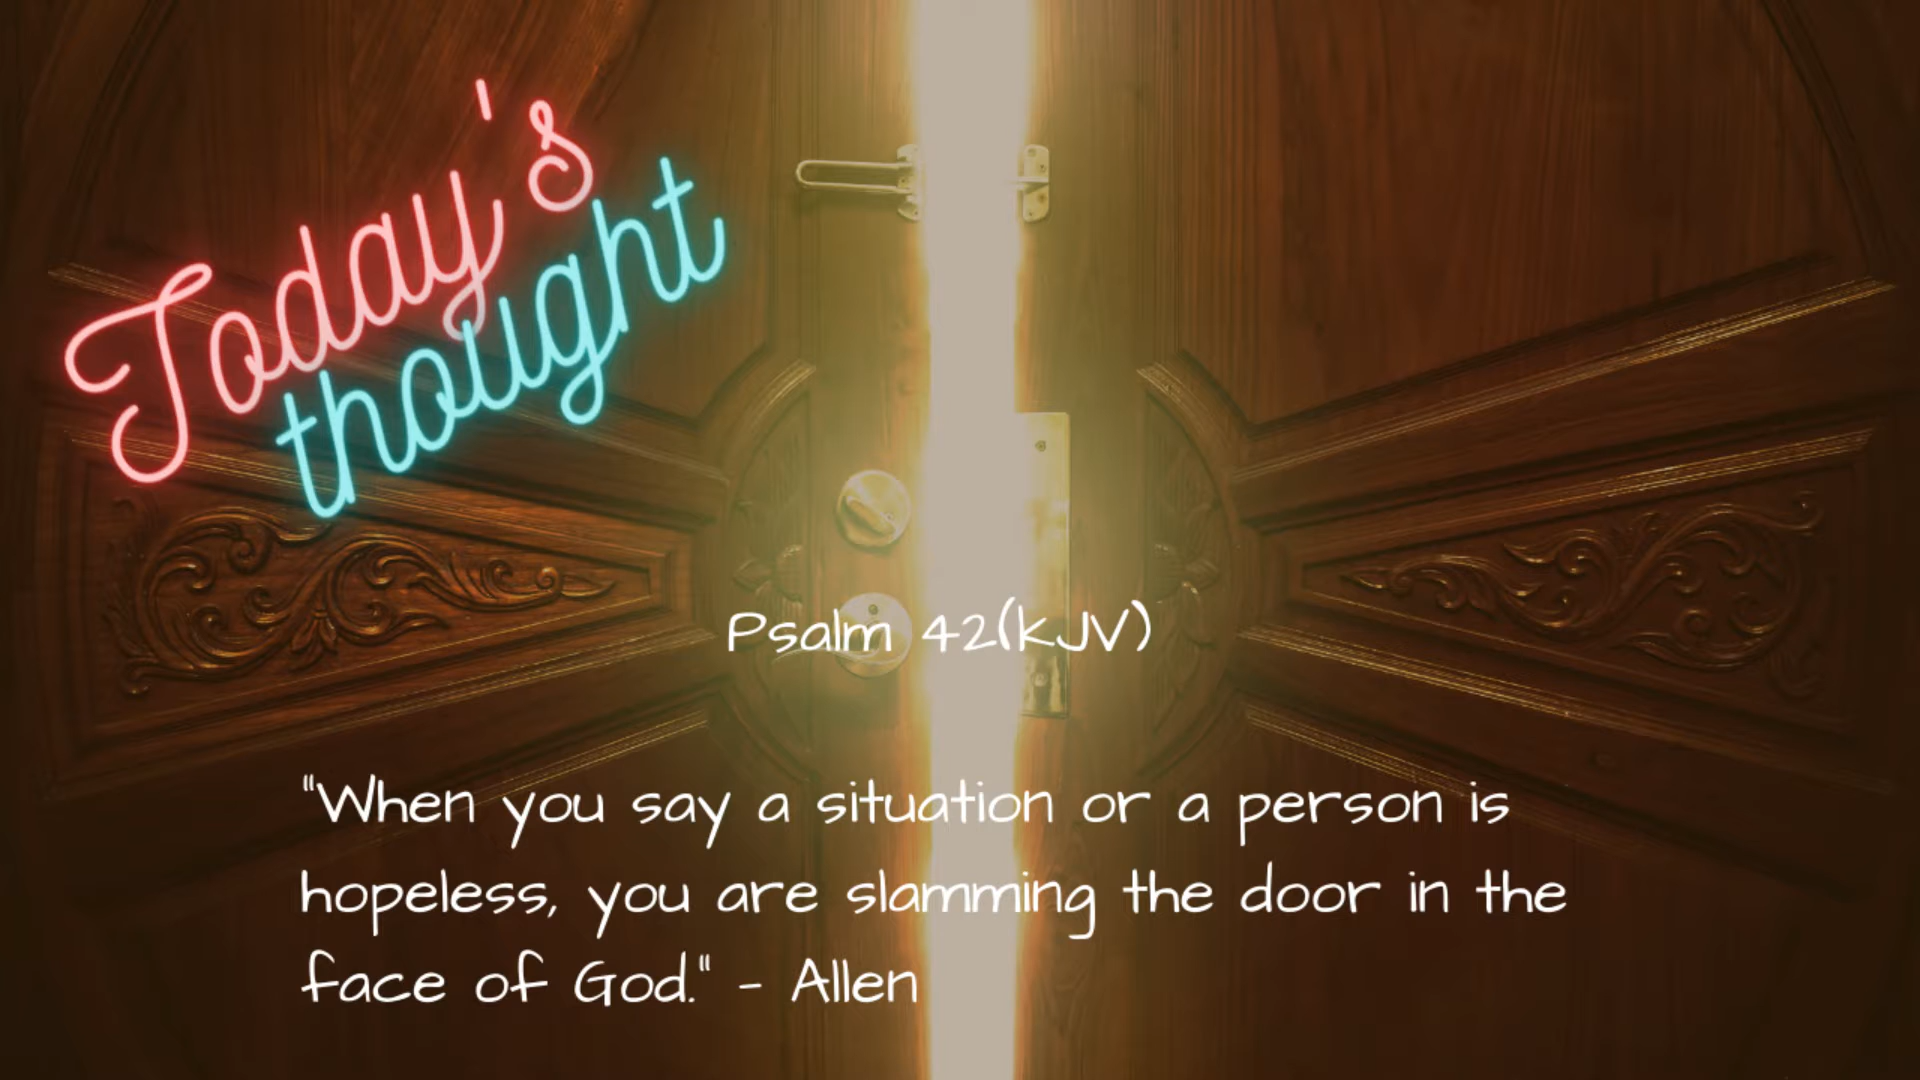 Today's
thought
Psalm 42(KJV)
"When you say a situation or a person is
hopeless, you are slamming the door in the
face of God." - Allen